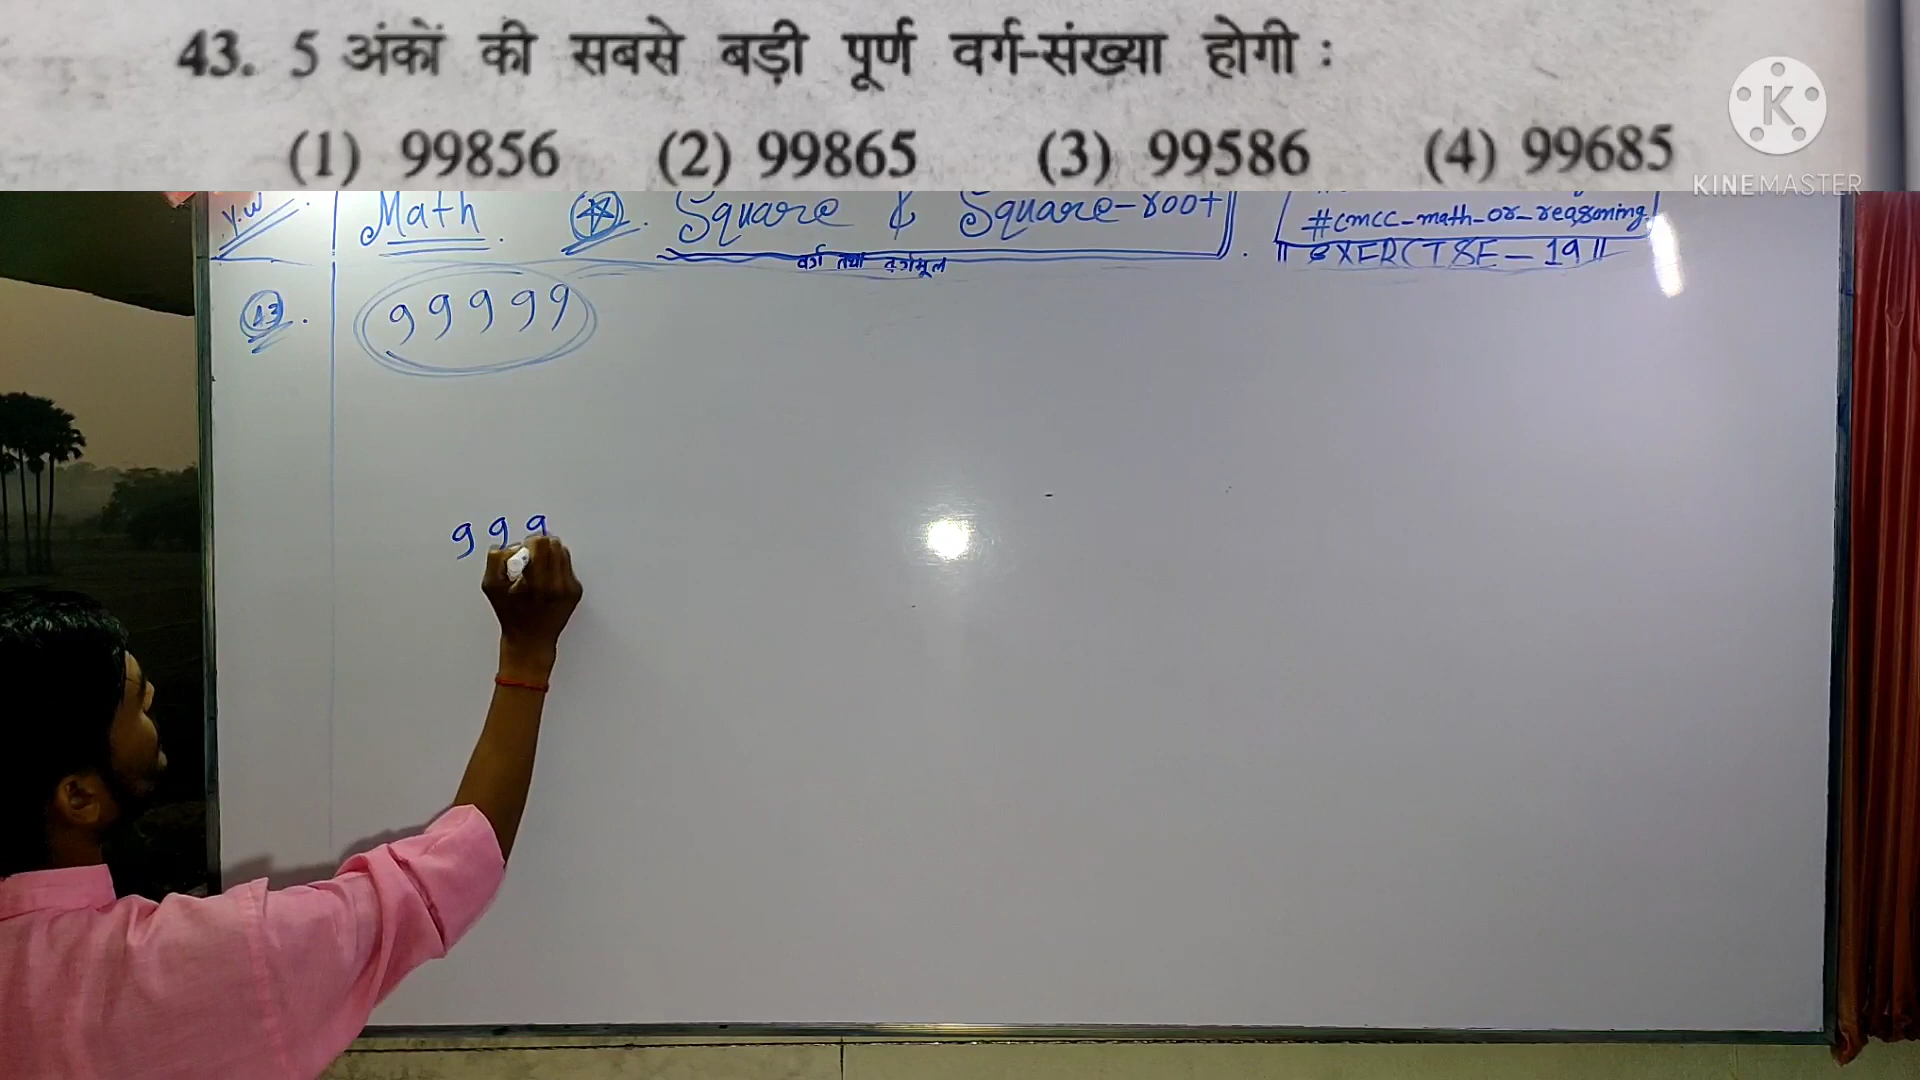 43. 5 अंकों की सबसे बड़ी पूर्ण वर्ग-संख्या होगी :
(1) 99856 (2) 99865 (3) 99586 (4) 99685
KINEMASTER
Y.W Math. Square & Square-root
वर्ग तथा वर्गमूल
#cmcc-math-or-reasoning
EXERCISE-19
43. 99999
999